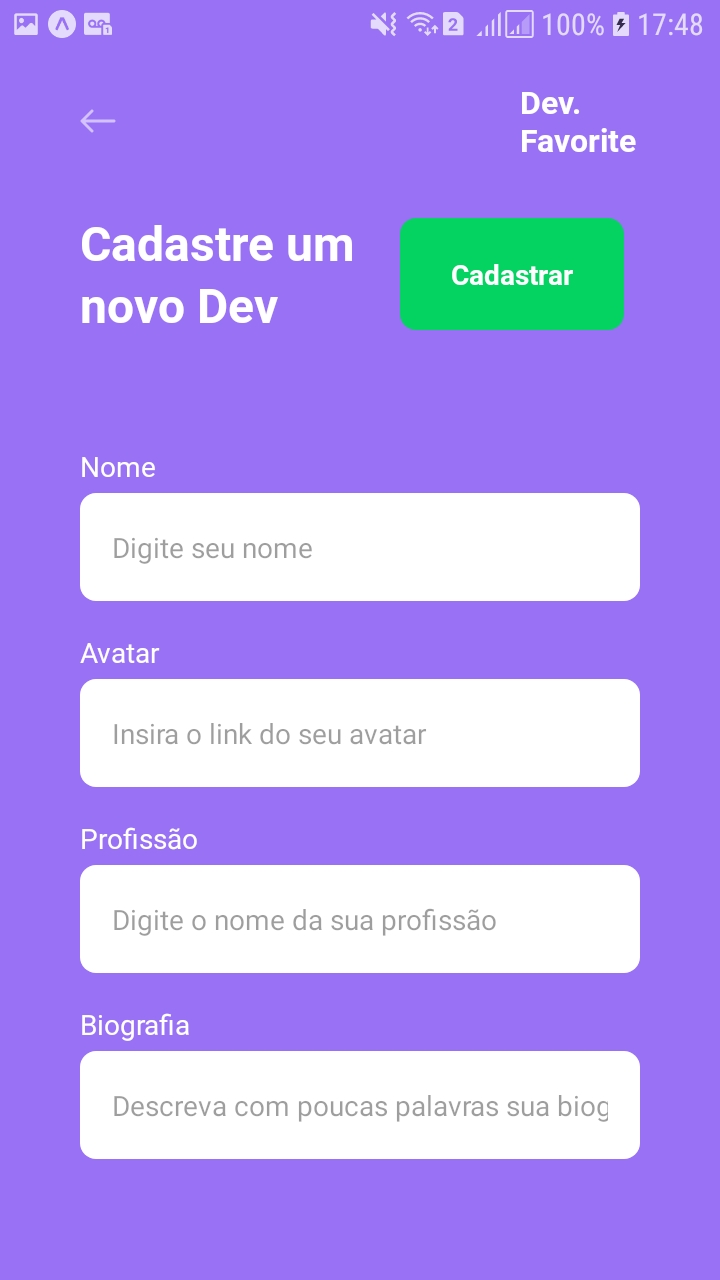 2 100% 17:48
Dev.
Favorite
Cadastre um
novo Dev
Cadastrar
Nome
Digite seu nome
Avatar
Insira o link do seu avatar
Profissão
Digite o nome da sua profissão
Biografia
Descreva com poucas palavras sua biog